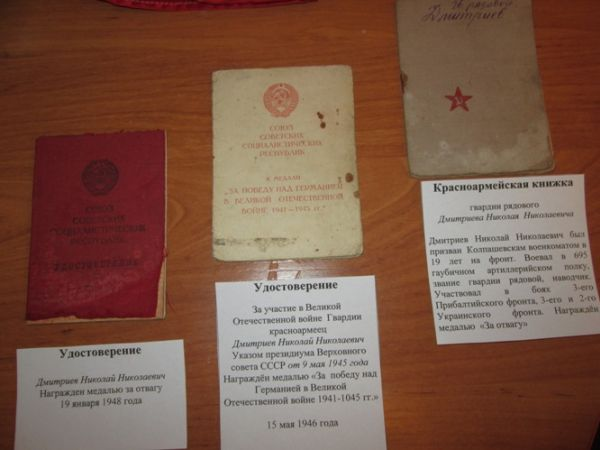 СОЮЗ
СОВЕТСКИХ
СОЦИАЛИСТИЧЕСКИХ
РЕСПУБЛИК
УДОСТОВЕРЕНИЕ
Удостоверение
Дмитриев Николай Николаевич
Награжден медалью за отвагу
19 января 1948 года
СОЮЗ
СОВЕТСКИХ
СОЦИАЛИСТИЧЕСКИХ
РЕСПУБЛИК
К МЕДАЛИ
„ЗА ПОБЕДУ НАД ГЕРМАНИЕЙ
В ВЕЛИКОЙ ОТЕЧЕСТВЕННОЙ
ВОЙНЕ 1941—1945 гг."
Удостоверение
За участие в Великой
Отечественной войне Гвардии
красноармеец
Дмитриев Николай Николаевич
Указом президиума Верховного
совета СССР от 9 мая 1945 года
Награждён медалью «За победу над
Германией в Великой
Отечественной войне 1941-1045 гг.»
15 мая 1946 года
рядовой
Дмитриев
Красноармейская книжка
гвардии рядового
Дмитриева Николая Николаевича
Дмитриев Николай Николаевич был
призван Колпашевским военкоматом в
19 лет на фронт. Воевал в 695
гаубичном артиллерийском полку,
звание гвардии рядовой, наводчик.
Участвовал в боях 3-его
Прибалтийского фронта, 3-его и 2-го
Украинского фронта. Награждён
медалью «За отвагу»